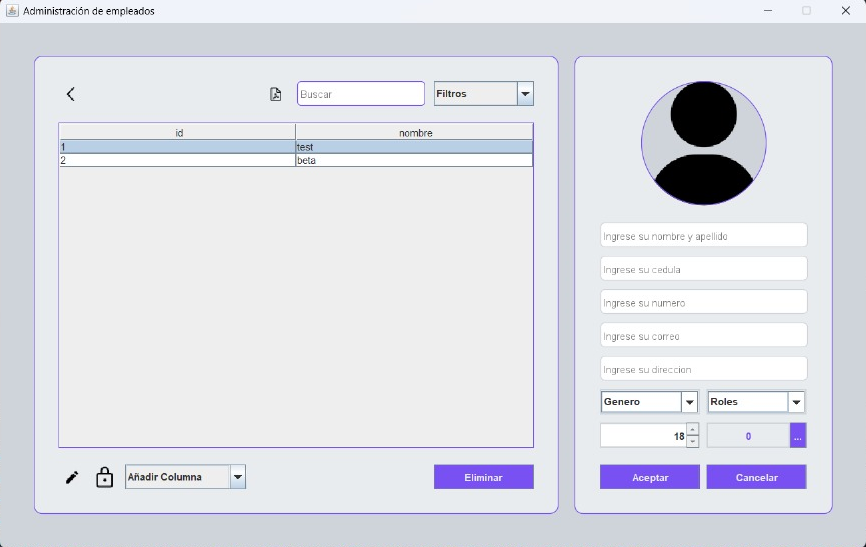 Administración de empleados
Buscar
Filtros
id nombre
1 test
2 beta
Añadir Columna
Eliminar
Ingrese su nombre y apellido
Ingrese su cedula
Ingrese su numero
Ingrese su correo
Ingrese su direccion
Genero Roles
18 0 ...
Aceptar Cancelar